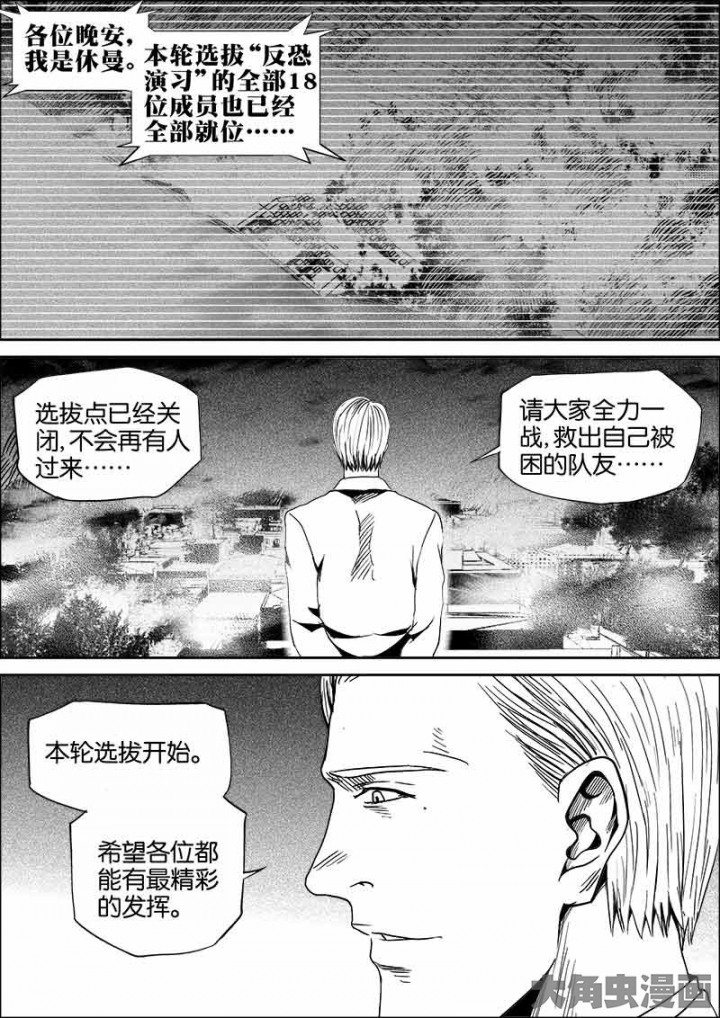 各位晚安,
我是休曼。
本轮选拔“反恐
演习”的全部18
位成员也已经
全部就位……
选拔点已经关
闭,不会再有人
过来……
请大家全力一
战,救出自己被
困的队友……
本轮选拔开始。
希望各位都
能有最精彩
的发挥。
大角虫漫画